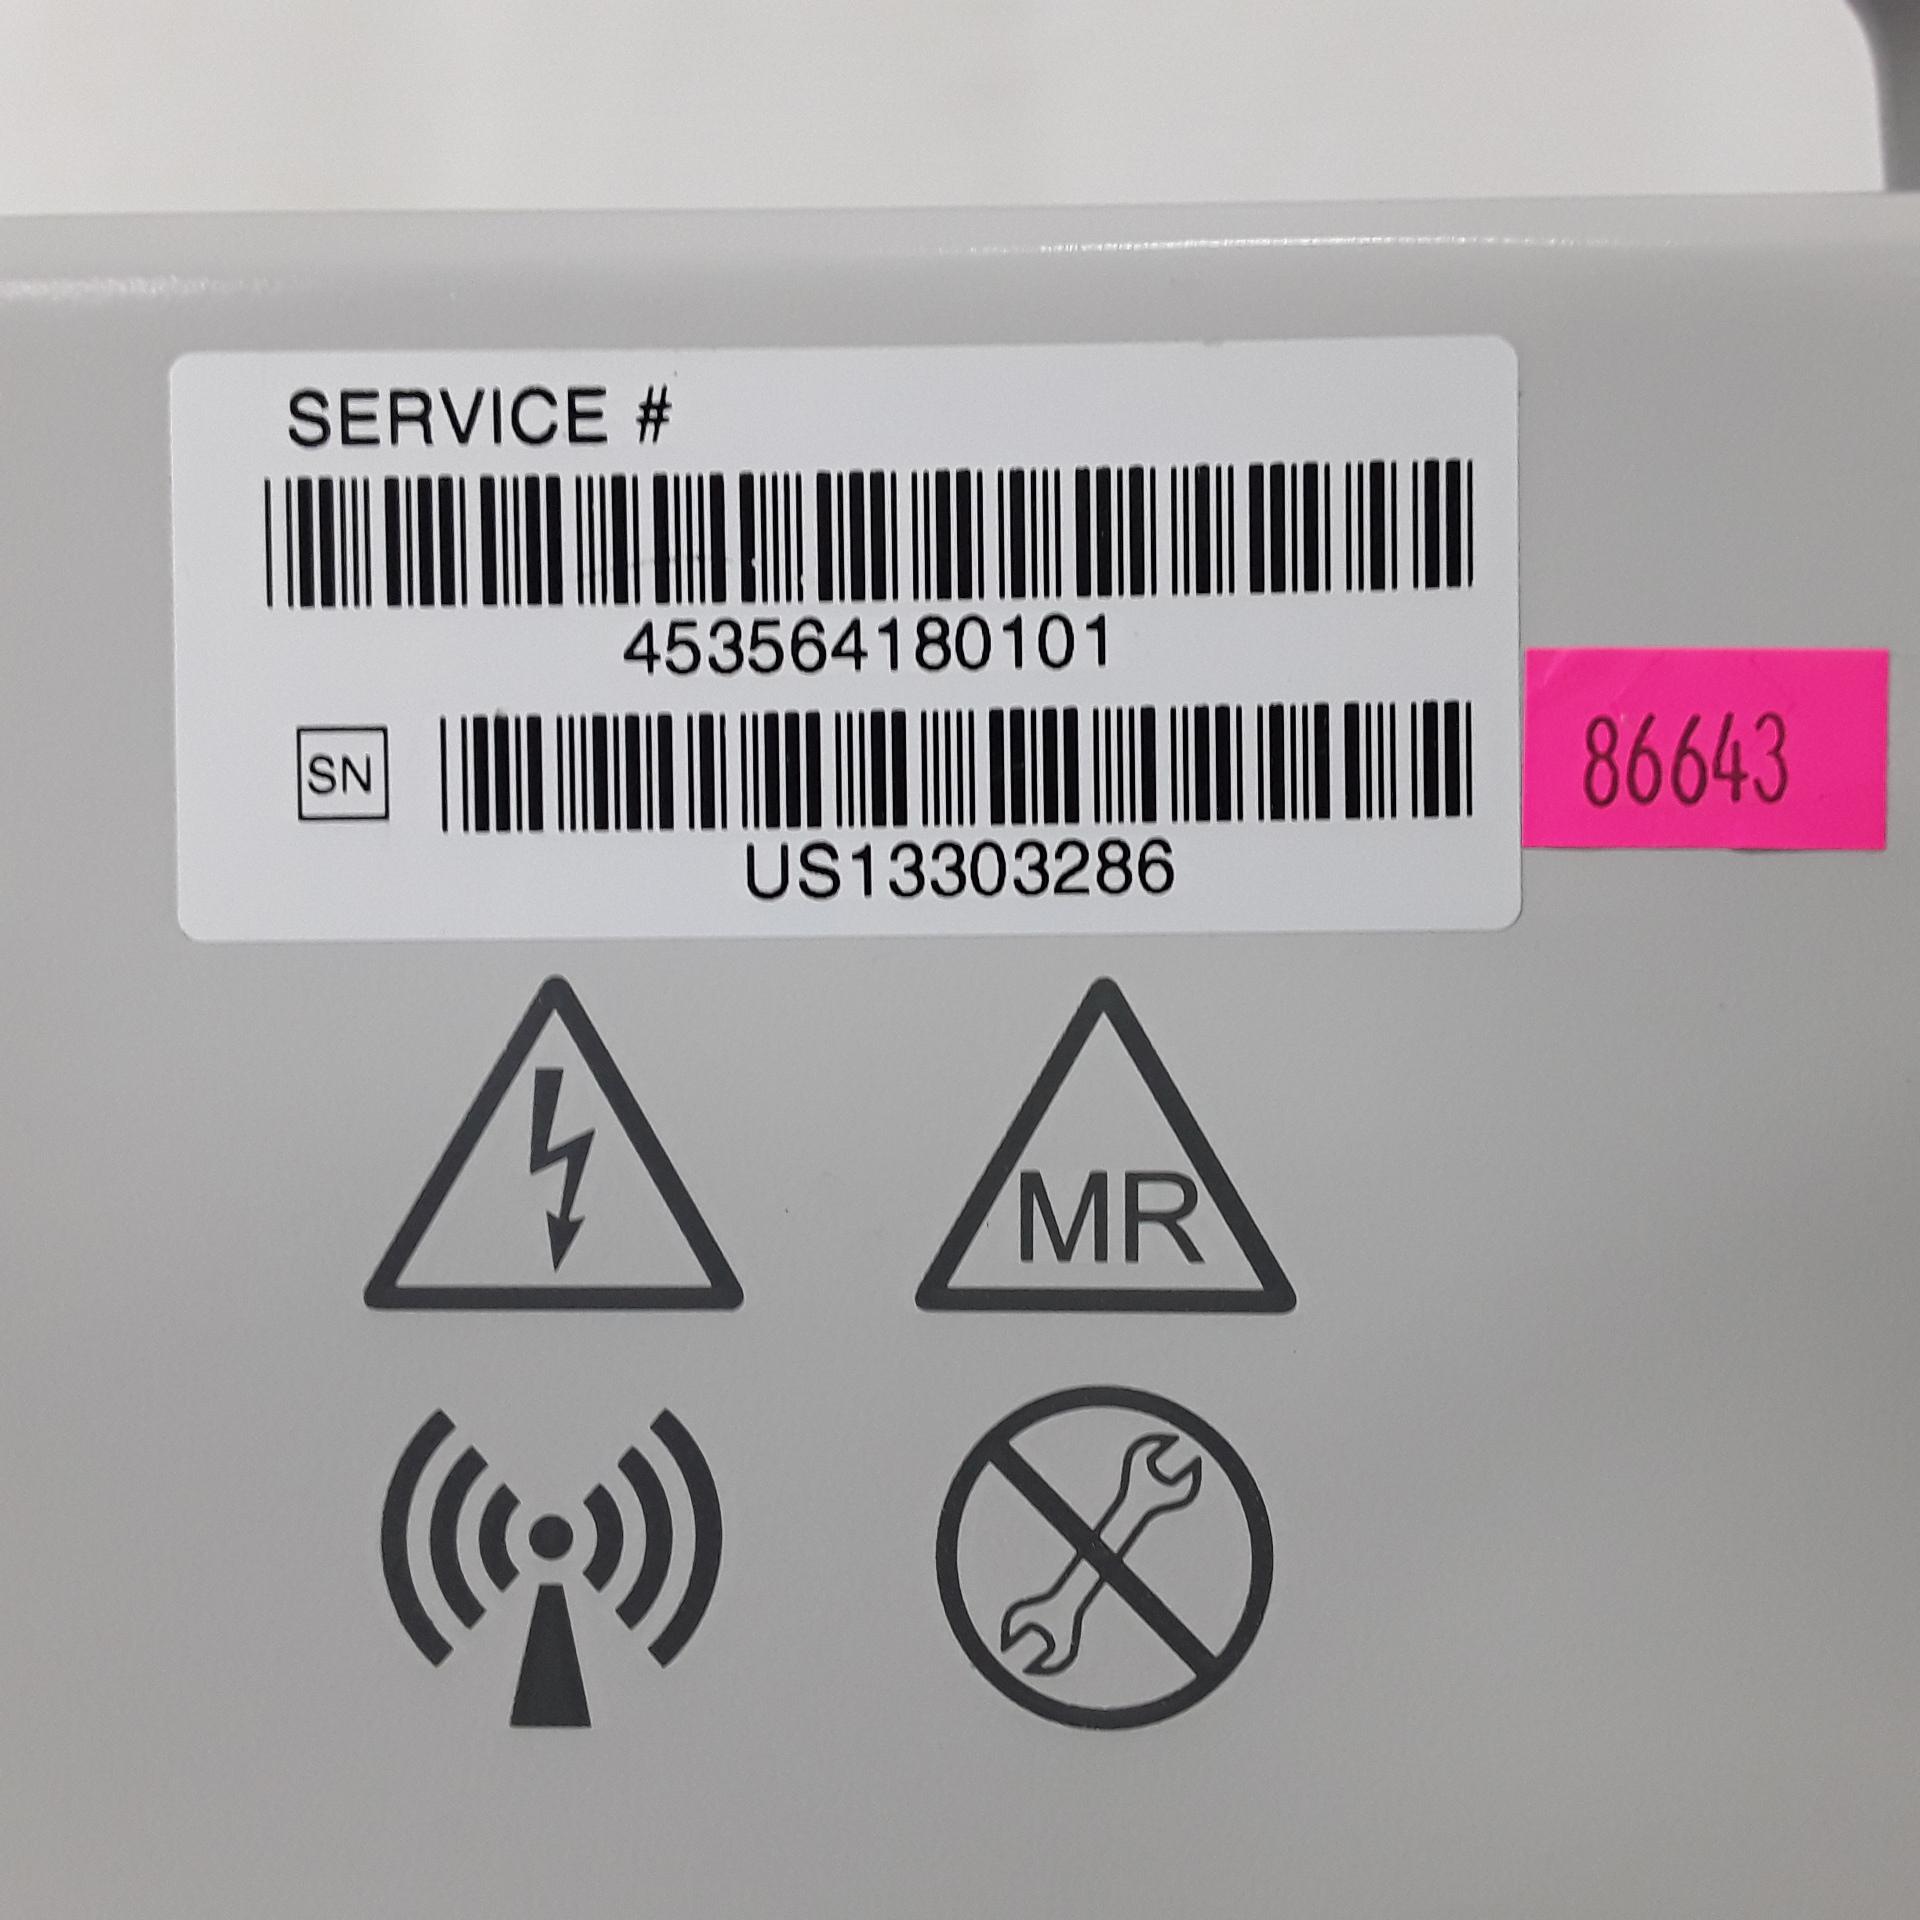 SERVICE #
453564180101
SN
US13303286
86643
MR